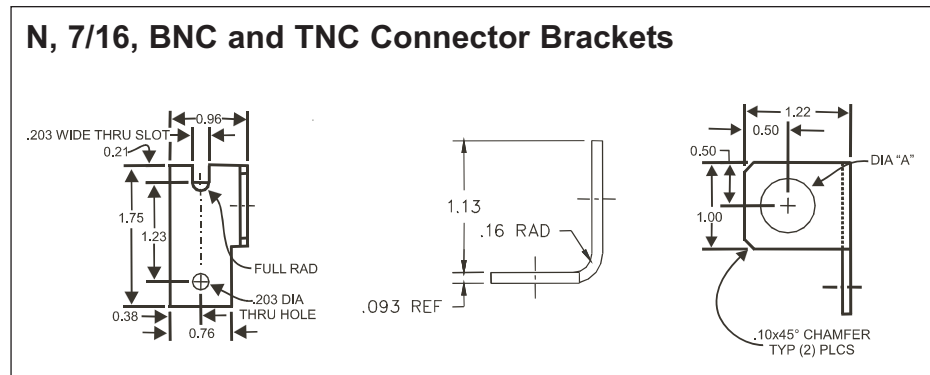 N, 7/16, BNC and TNC Connector Brackets
0.96
.203 WIDE THRU SLOT
0.21
1.75
1.23
FULL RAD
.203 DIA
THRU HOLE
0.38
0.76
1.13
.16 RAD
.093 REF
1.22
0.50
0.50
DIA "A"
1.00
.10x45° CHAMFER
TYP (2) PLCS